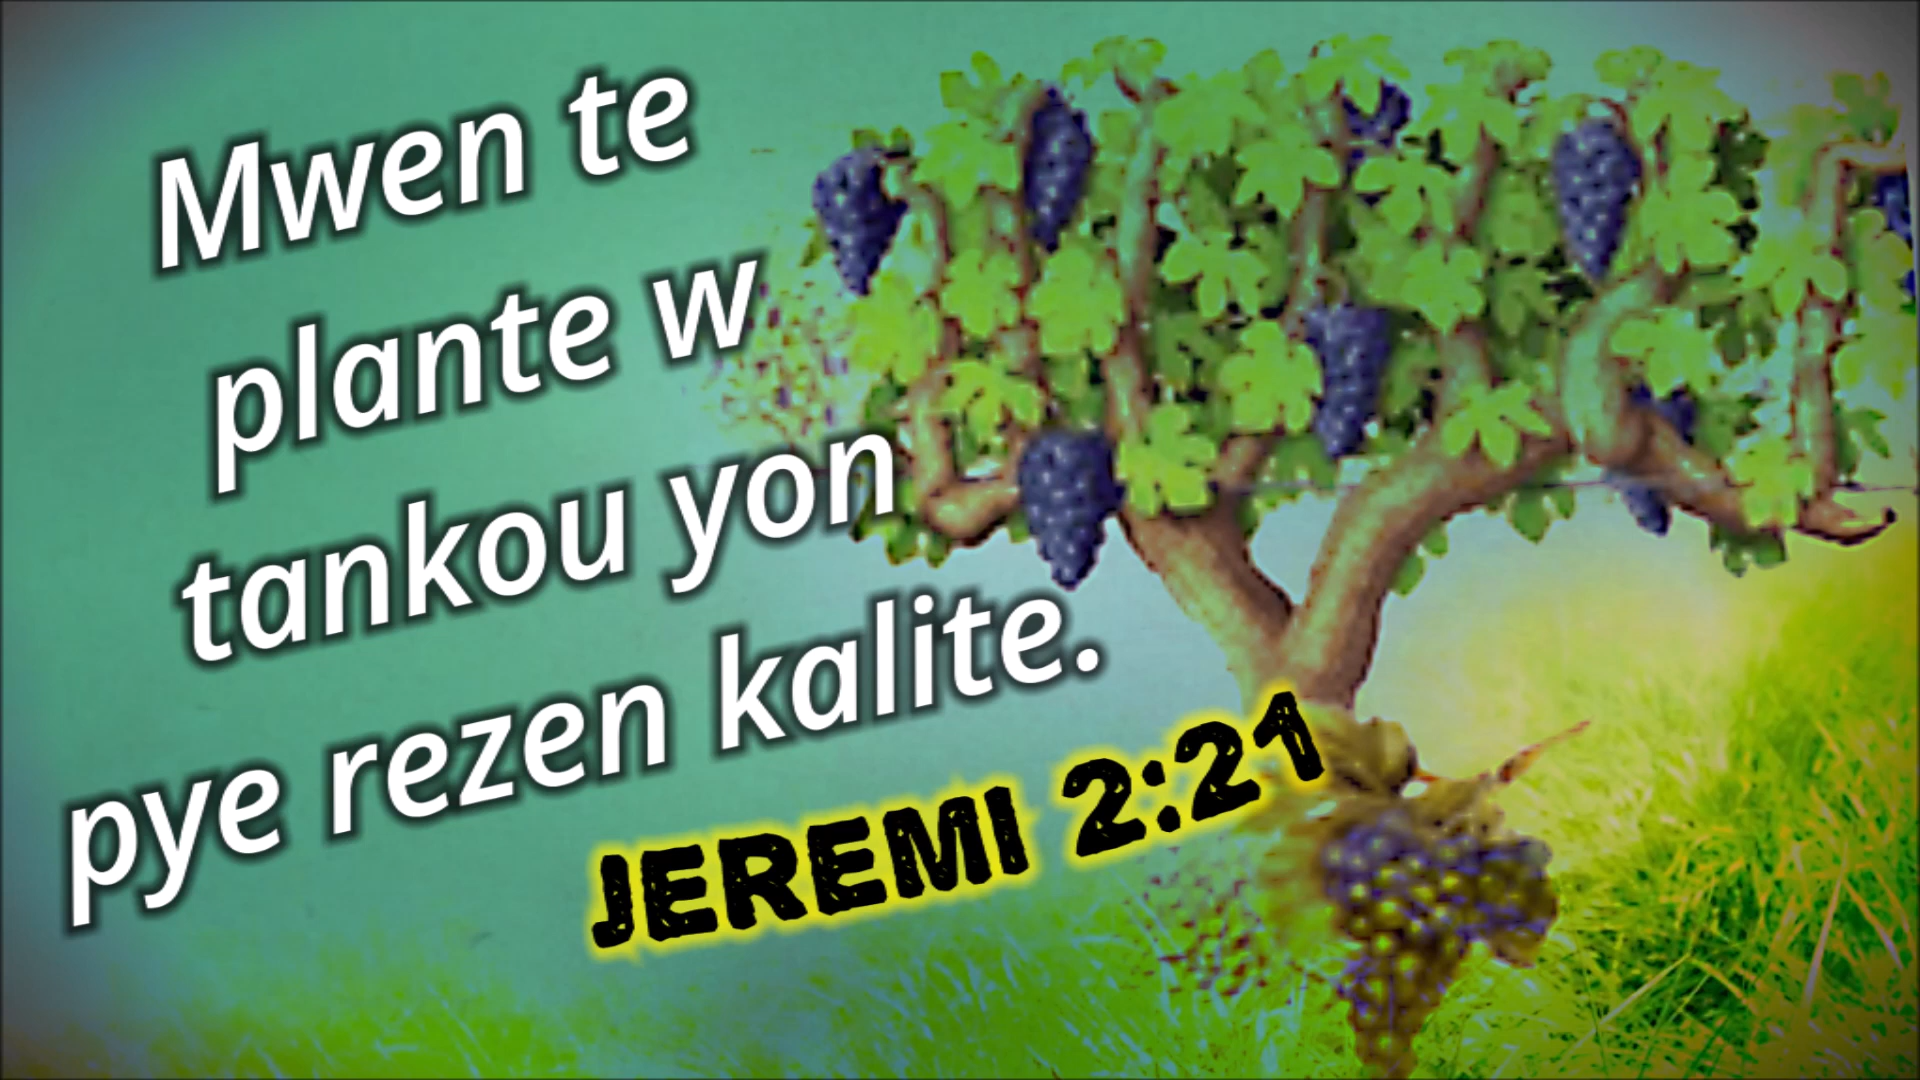 Mwen te
plante w
tankou yon
pye rezen kalite.
JEREMI 2:21